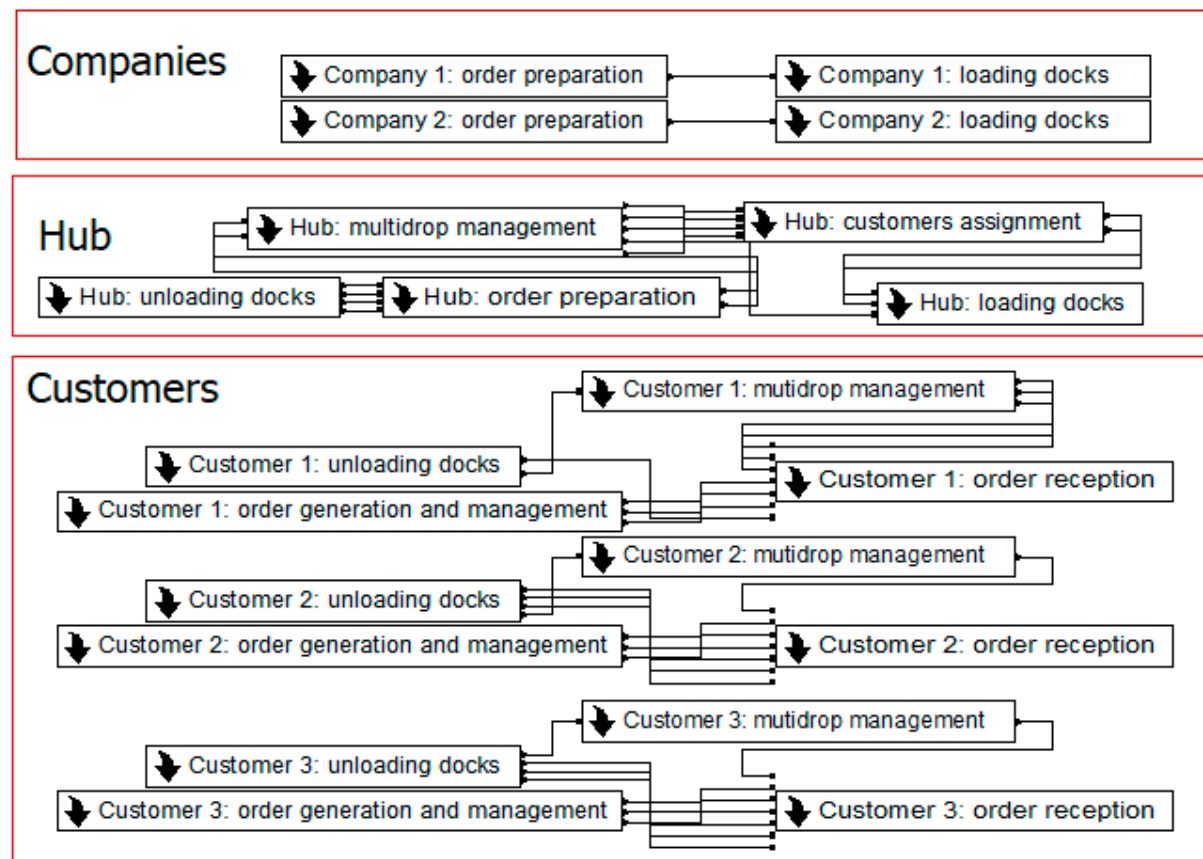 Companies
Company 1: order preparation
Company 1: loading docks
Company 2: order preparation
Company 2: loading docks
Hub
Hub: multidrop management
Hub: customers assignment
Hub: unloading docks
Hub: order preparation
Hub: loading docks
Customers
Customer 1: mutidrop management
Customer 1: unloading docks
Customer 1: order reception
Customer 1: order generation and management
Customer 2: mutidrop management
Customer 2: unloading docks
Customer 2: order generation and management
Customer 2: order reception
Customer 3: mutidrop management
Customer 3: unloading docks
Customer 3: order generation and management
Customer 3: order reception